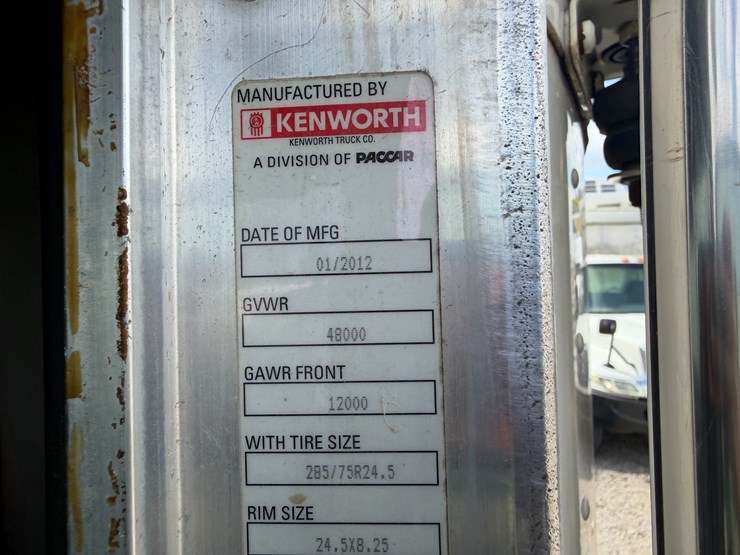 MANUFACTURED BY
KENWORTH
KENWORTH TRUCK CO.
A DIVISION OF PACCAR
DATE OF MFG
01/2012
GVWR
48000
GAWR FRONT
12000
WITH TIRE SIZE
285/75R24.5
RIM SIZE
24.5X8.25